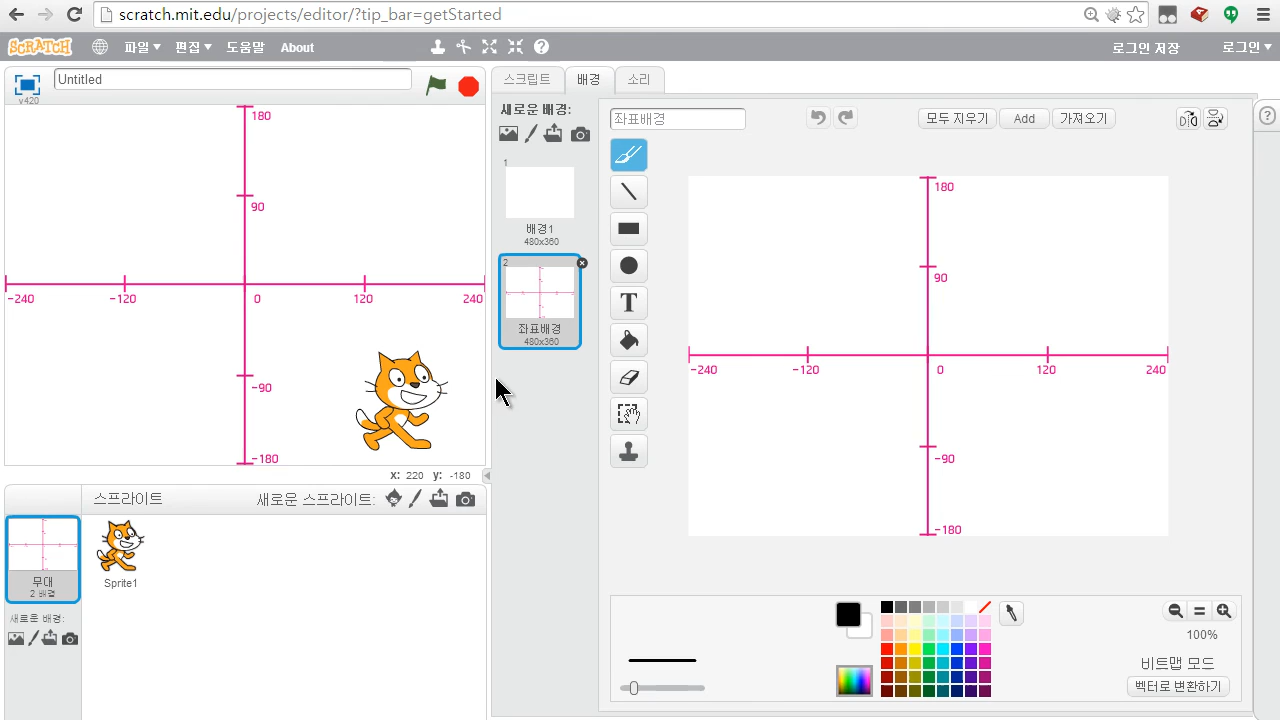 scratch.mit.edu/projects/editor/?tip_bar=getStarted
SCRATCH 파일 편집 도움말 About 로그인 저장 로그인
v420 Untitled
스크립트 배경 소리
새로운 배경:
좌표배경 모두 지우기 Add 가져오기
1
배경1
480x360
2
좌표배경
480x360
180
90
-240 -120 0 120 240
-90
-180
x: 220 y: -180
180
90
-240 -120 0 120 240
-90
-180
T
스프라이트 새로운 스프라이트:
무대
2 배경
Sprite1
새로운 배경:
100%
비트맵 모드
벡터로 변환하기